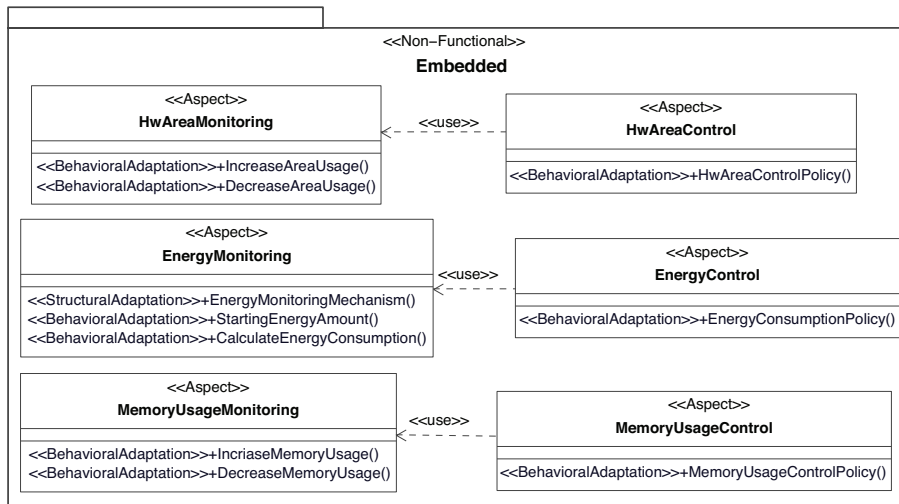 <<Non-Functional>>
Embedded
<<Aspect>>
HwAreaMonitoring
<<BehavioralAdaptation>>+IncreaseAreaUsage()
<<BehavioralAdaptation>>+DecreaseAreaUsage()
<<use>>
<<Aspect>>
HwAreaControl
<<BehavioralAdaptation>>+HwAreaControlPolicy()
<<Aspect>>
EnergyMonitoring
<<StructuralAdaptation>>+EnergyMonitoringMechanism()
<<BehavioralAdaptation>>+StartingEnergyAmount()
<<BehavioralAdaptation>>+CalculateEnergyConsumption()
<<use>>
<<Aspect>>
EnergyControl
<<BehavioralAdaptation>>+EnergyConsumptionPolicy()
<<Aspect>>
MemoryUsageMonitoring
<<BehavioralAdaptation>>+IncriaseMemoryUsage()
<<BehavioralAdaptation>>+DecreaseMemoryUsage()
<<use>>
<<Aspect>>
MemoryUsageControl
<<BehavioralAdaptation>>+MemoryUsageControlPolicy()